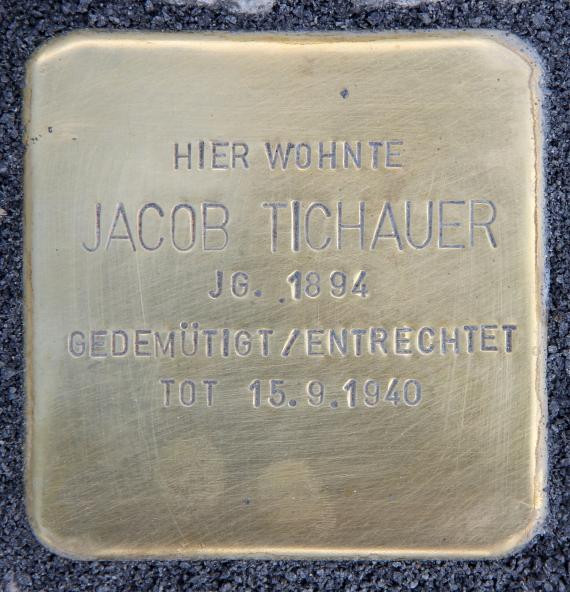 HIER WOHNTE
JACOB TICHAUER
JG. 1894
GEDEMÜTIGT/ENTRECHTET
TOT 15.9.1940